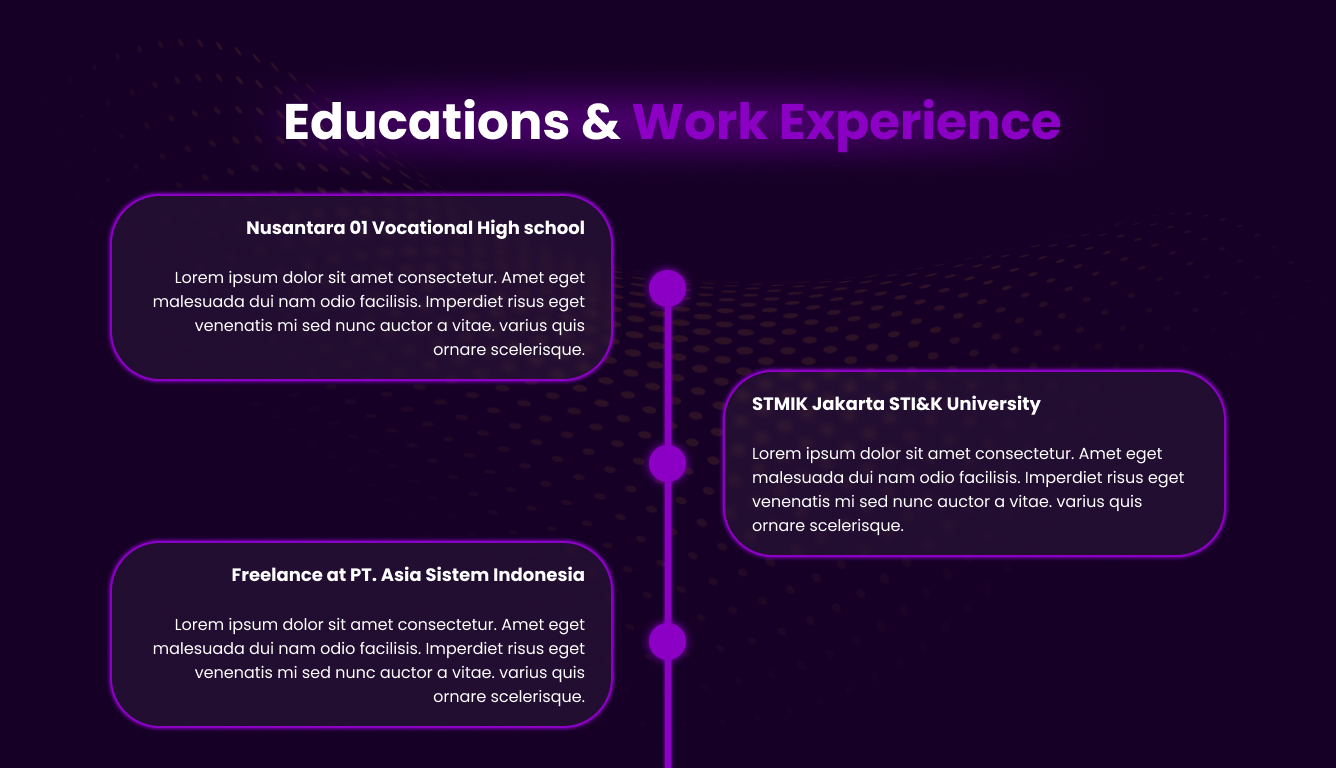 Educations & Work Experience
Nusantara 01 Vocational High school
Lorem ipsum dolor sit amet consectetur. Amet eget
malesuada dui nam odio facilisis. Imperdiet risus eget
venenatis mi sed nunc auctor a vitae. varius quis
ornare scelerisque.
STMIK Jakarta STI&K University
Lorem ipsum dolor sit amet consectetur. Amet eget
malesuada dui nam odio facilisis. Imperdiet risus eget
venenatis mi sed nunc auctor a vitae. varius quis
ornare scelerisque.
Freelance at PT. Asia Sistem Indonesia
Lorem ipsum dolor sit amet consectetur. Amet eget
malesuada dui nam odio facilisis. Imperdiet risus eget
venenatis mi sed nunc auctor a vitae. varius quis
ornare scelerisque.